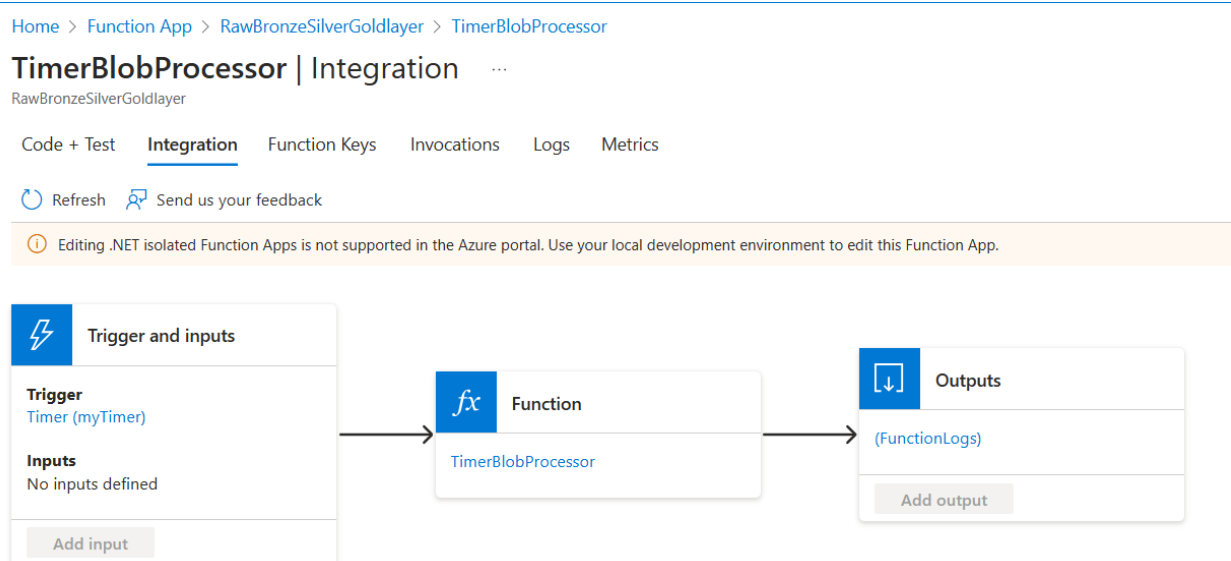 Home > Function App > RawBronzeSilverGoldlayer > TimerBlobProcessor
TimerBlobProcessor | Integration ...
RawBronzeSilverGoldlayer
Code + Test Integration Function Keys Invocations Logs Metrics
Refresh Send us your feedback
Editing .NET isolated Function Apps is not supported in the Azure portal. Use your local development environment to edit this Function App.
Trigger and inputs
Trigger
Timer (myTimer)
Inputs
No inputs defined
Add input
fx Function
TimerBlobProcessor
Outputs
(FunctionLogs)
Add output